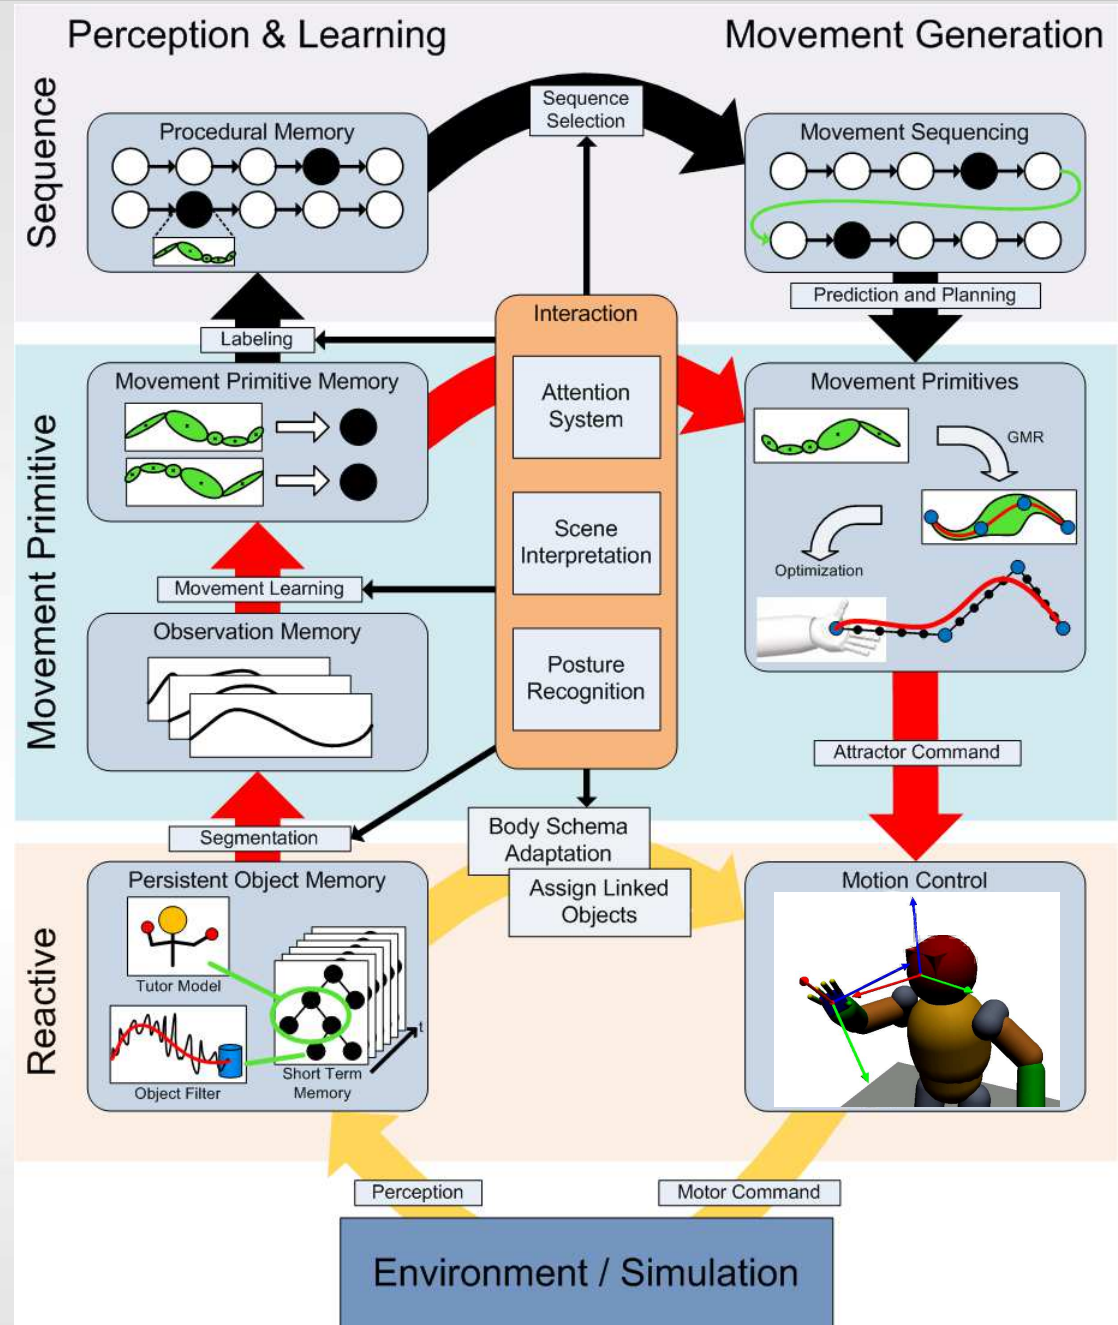 Perception & Learning
Movement Generation
Sequence
Procedural Memory
Sequence
Selection
Movement Sequencing
Prediction and Planning
Labeling
Interaction
Movement Primitive
Movement Primitive Memory
Attention
System
Movement Primitives
GMR
Optimization
Scene
Interpretation
Movement Learning
Observation Memory
Posture
Recognition
Attractor Command
Segmentation
Body Schema
Adaptation
Assign Linked
Objects
Reactive
Persistent Object Memory
Tutor Model
t
Object Filter
Short Term
Memory
Motion Control
Perception
Motor Command
Environment / Simulation